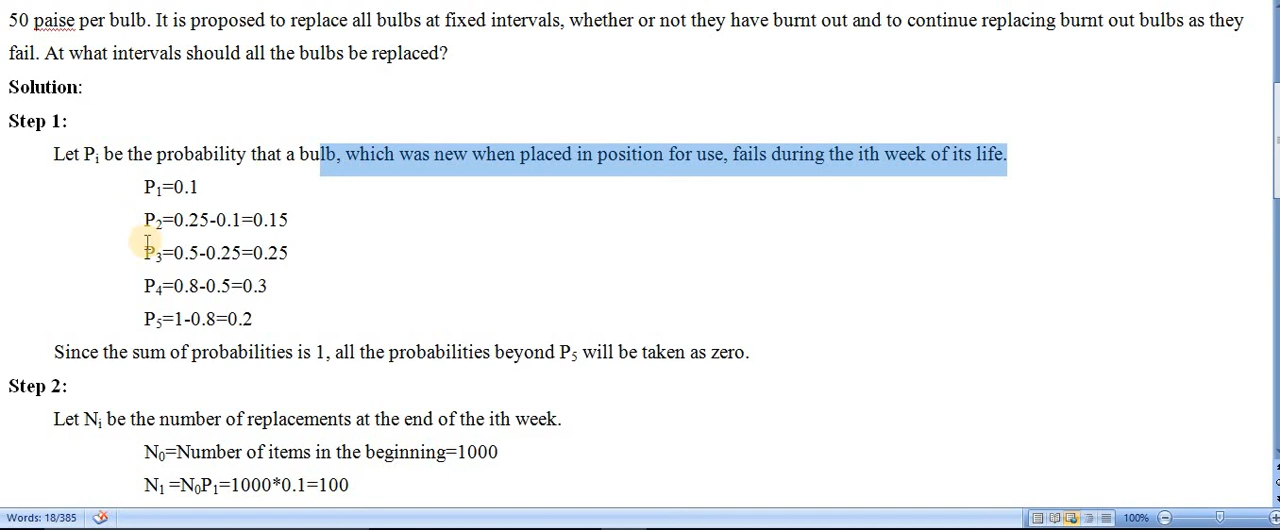 50 paise per bulb. It is proposed to replace all bulbs at fixed intervals, whether or not they have burnt out and to continue replacing burnt out bulbs as they
fail. At what intervals should all the bulbs be replaced?
Solution:
Step 1:
Let Pi be the probability that a bulb, which was new when placed in position for use, fails during the ith week of its life.
P1=0.1
P2=0.25-0.1=0.15
P3=0.5-0.25=0.25
P4=0.8-0.5=0.3
P5=1-0.8=0.2
Since the sum of probabilities is 1, all the probabilities beyond P5 will be taken as zero.
Step 2:
Let Ni be the number of replacements at the end of the ith week.
N0=Number of items in the beginning=1000
N1 =N0P1=1000*0.1=100
Words: 18/385 100%